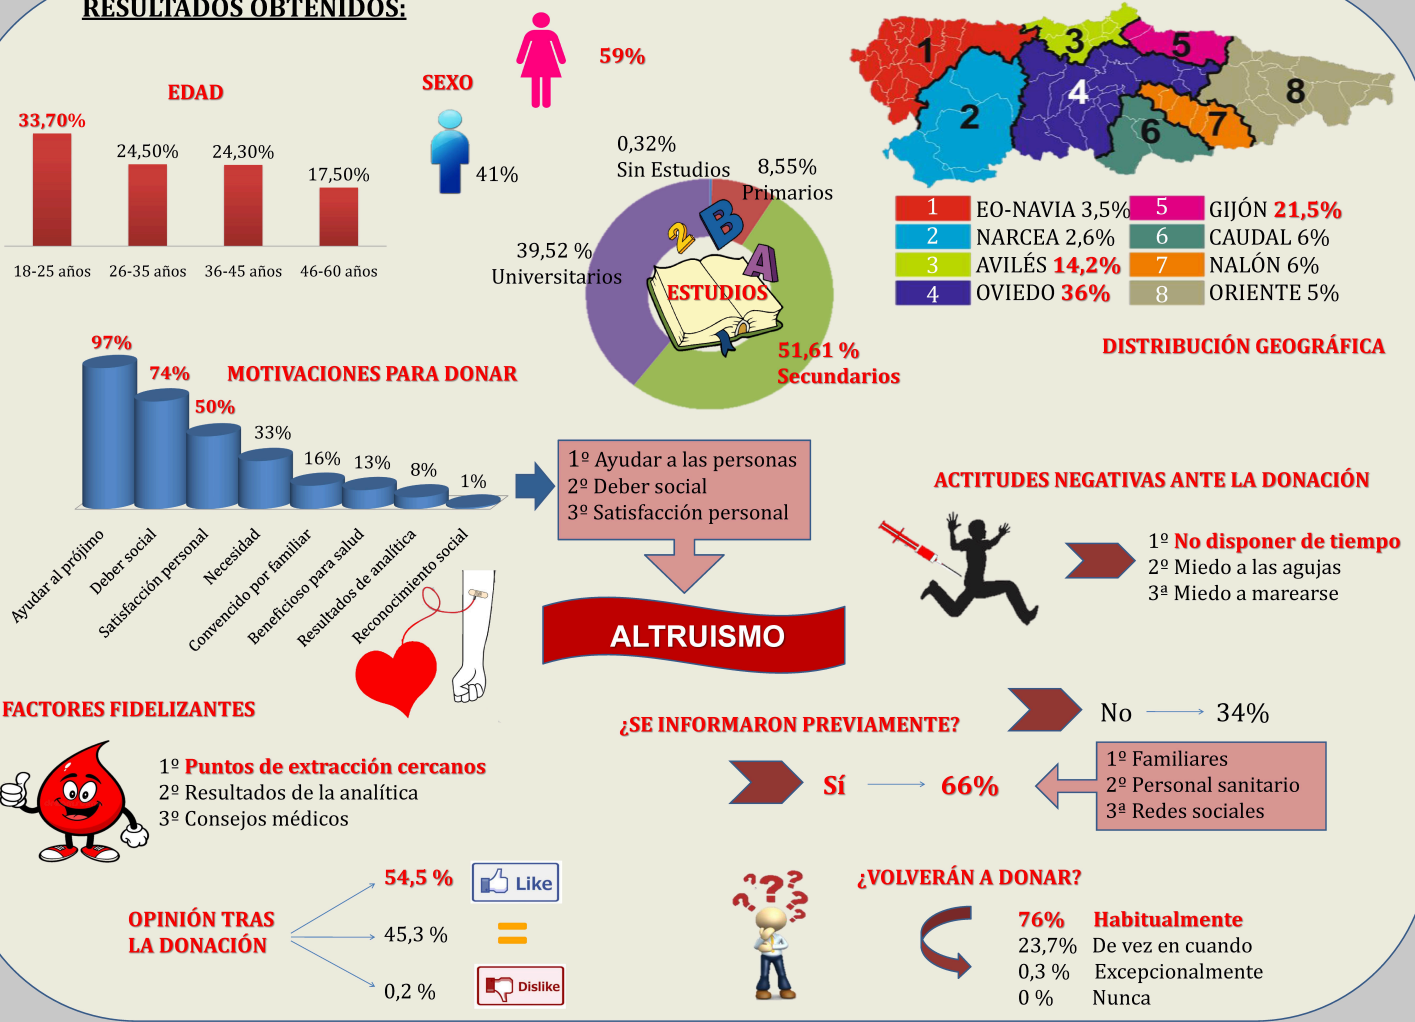 RESULTADOS OBTENIDOS:
EDAD
33,70%
24,50%
24,30%
17,50%
18-25 años
26-35 años
36-45 años
46-60 años
SEXO
59%
41%
0,32%
Sin Estudios
8,55%
Primarios
39,52 %
Universitarios
2
B
A
ESTUDIOS
51,61 %
Secundarios
1
2
3
4
5
6
7
8
1 EO-NAVIA 3,5%
2 NARCEA 2,6%
3 AVILÉS 14,2%
4 OVIEDO 36%
5 GIJÓN 21,5%
6 CAUDAL 6%
7 NALÓN 6%
8 ORIENTE 5%
DISTRIBUCIÓN GEOGRÁFICA
MOTIVACIONES PARA DONAR
97%
74%
50%
33%
16%
13%
8%
1%
Ayudar al prójimo
Deber social
Satisfacción personal
Necesidad
Convencido por familiar
Beneficioso para salud
Resultados de analítica
Reconocimiento social
1º Ayudar a las personas
2º Deber social
3º Satisfacción personal
ALTRUISMO
ACTITUDES NEGATIVAS ANTE LA DONACIÓN
1º No disponer de tiempo
2º Miedo a las agujas
3ª Miedo a marearse
FACTORES FIDELIZANTES
1º Puntos de extracción cercanos
2º Resultados de la analítica
3º Consejos médicos
¿SE INFORMARON PREVIAMENTE?
No 34%
Sí 66%
1º Familiares
2º Personal sanitario
3ª Redes sociales
OPINIÓN TRAS
LA DONACIÓN
54,5 %
Like
45,3 %
=
0,2 %
Dislike
¿VOLVERÁN A DONAR?
76% Habitualmente
23,7% De vez en cuando
0,3 % Excepcionalmente
0 % Nunca